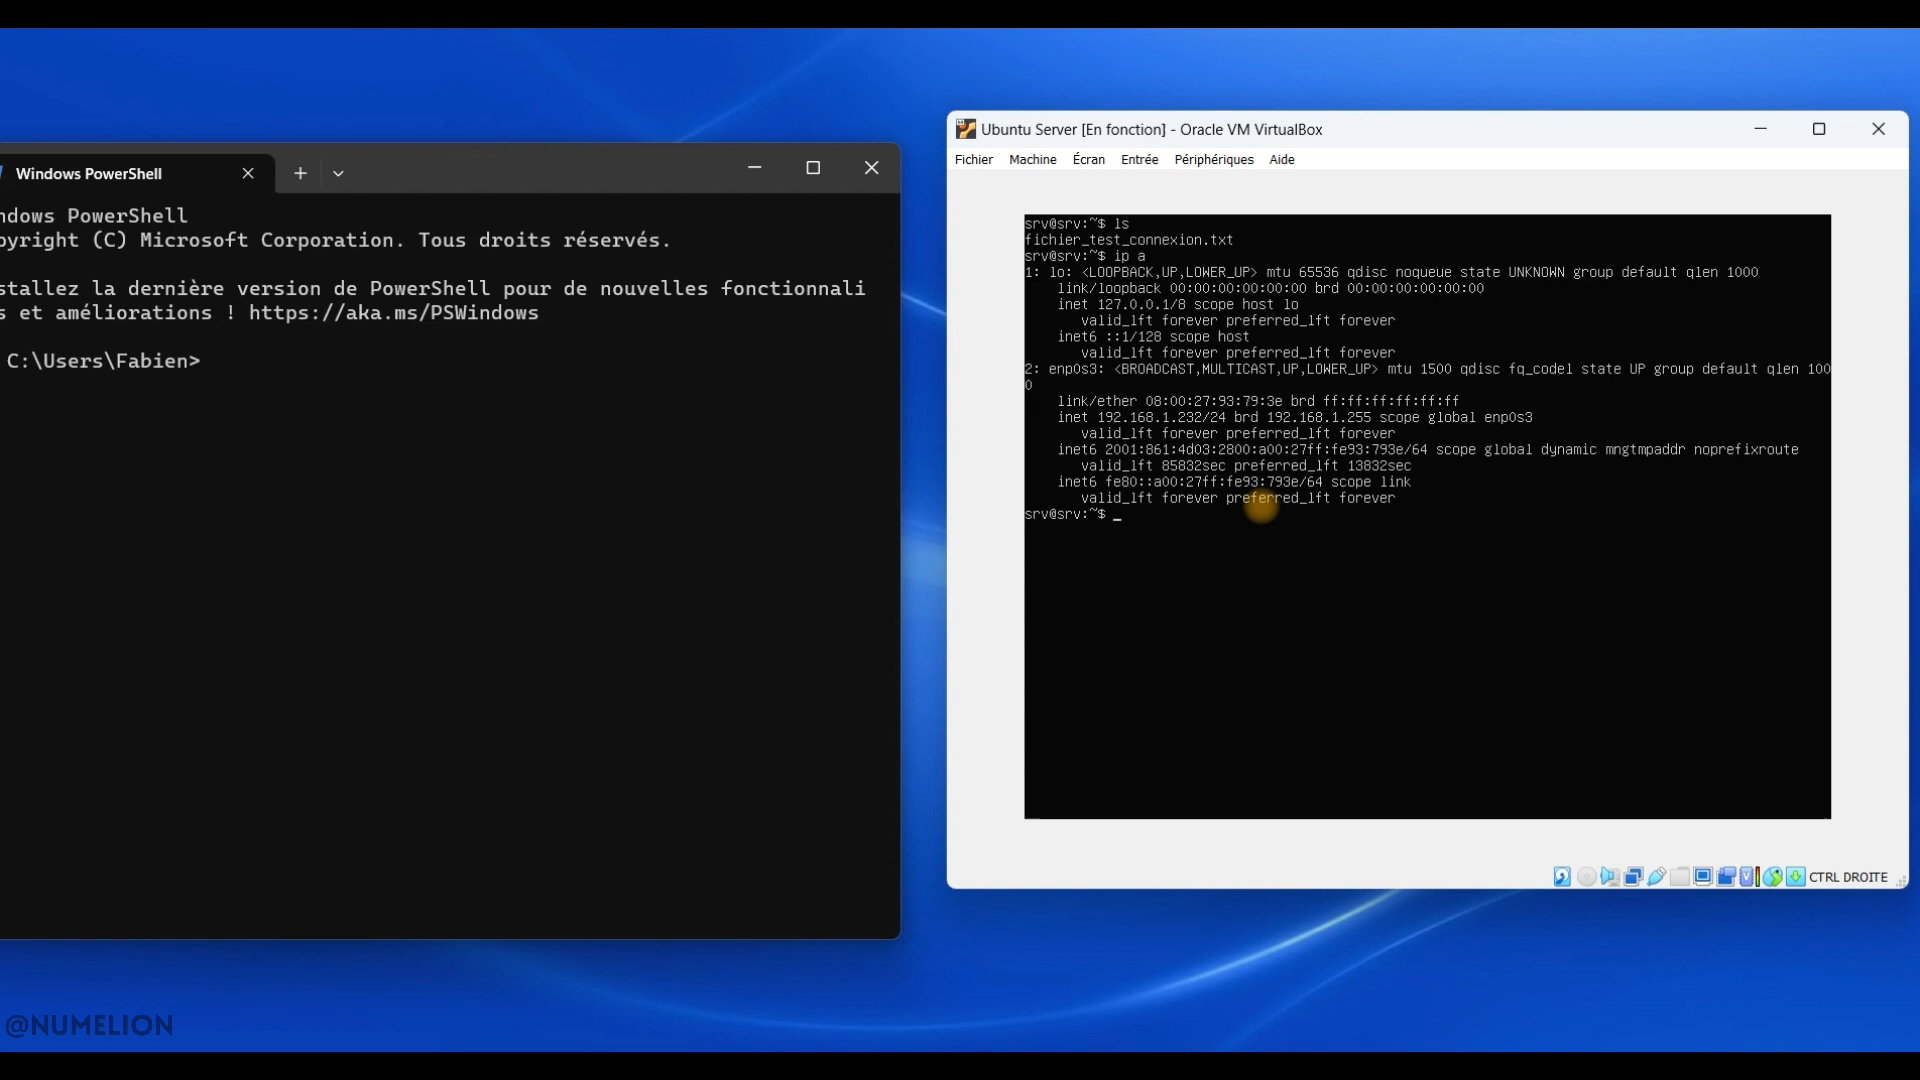 Windows PowerShell
ndows PowerShell
pyright (C) Microsoft Corporation. Tous droits réservés.
stallez la dernière version de PowerShell pour de nouvelles fonctionnali
s et améliorations ! https://aka.ms/PSWindows
C:\Users\Fabien>
Ubuntu Server [En fonction] - Oracle VM VirtualBox
Fichier Machine Écran Entrée Périphériques Aide
srv@srv:~$ ls
fichier_test_connexion.txt
srv@srv:~$ ip a
1: lo: <LOOPBACK,UP,LOWER_UP> mtu 65536 qdisc noqueue state UNKNOWN group default qlen 1000
link/loopback 00:00:00:00:00:00 brd 00:00:00:00:00:00
inet 127.0.0.1/8 scope host lo
valid_lft forever preferred_lft forever
inet6 ::1/128 scope host
valid_lft forever preferred_lft forever
2: enp0s3: <BROADCAST,MULTICAST,UP,LOWER_UP> mtu 1500 qdisc fq_codel state UP group default qlen 100
0
link/ether 08:00:27:93:79:3e brd ff:ff:ff:ff:ff:ff
inet 192.168.1.232/24 brd 192.168.1.255 scope global enp0s3
valid_lft forever preferred_lft forever
inet6 2001:861:4d03:2800:a00:27ff:fe93:793e/64 scope global dynamic mngtmpaddr noprefixroute
valid_lft 85832sec preferred_lft 13832sec
inet6 fe80::a00:27ff:fe93:793e/64 scope link
valid_lft forever preferred_lft forever
srv@srv:~$ _
CTRL DROITE
@NUMELION